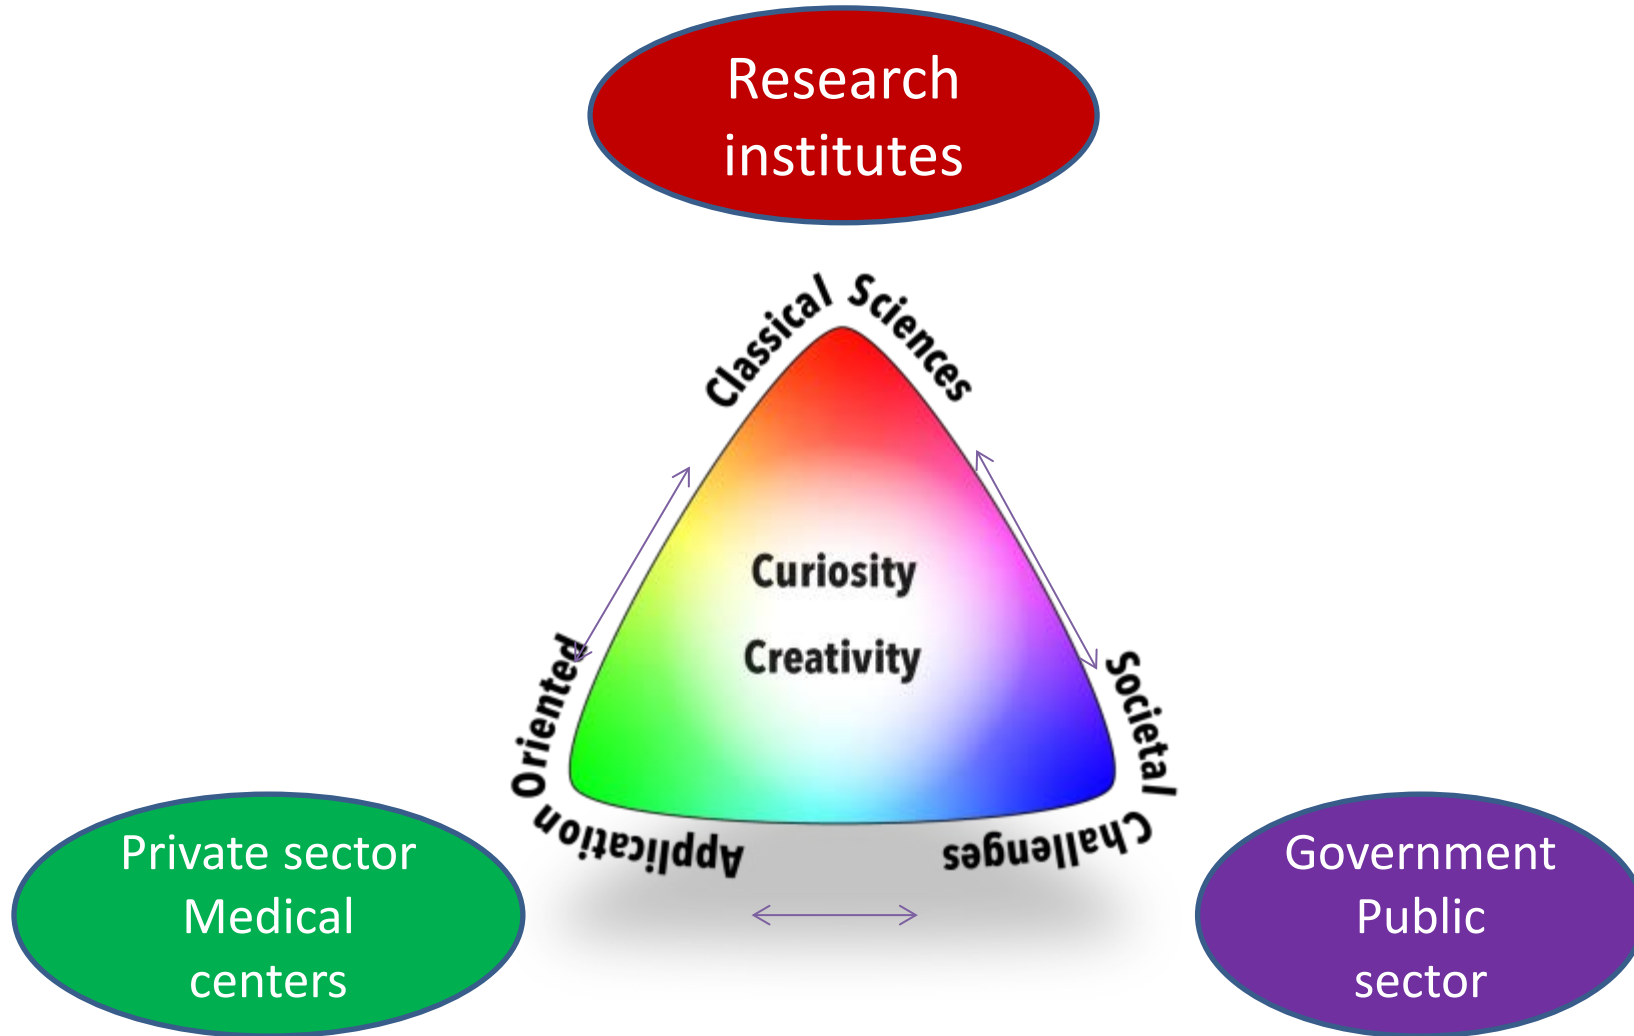 Research
institutes
Classical Sciences
Curiosity
Creativity
Application Oriented
Societal Challenges
Private sector
Medical
centers
Government
Public
sector